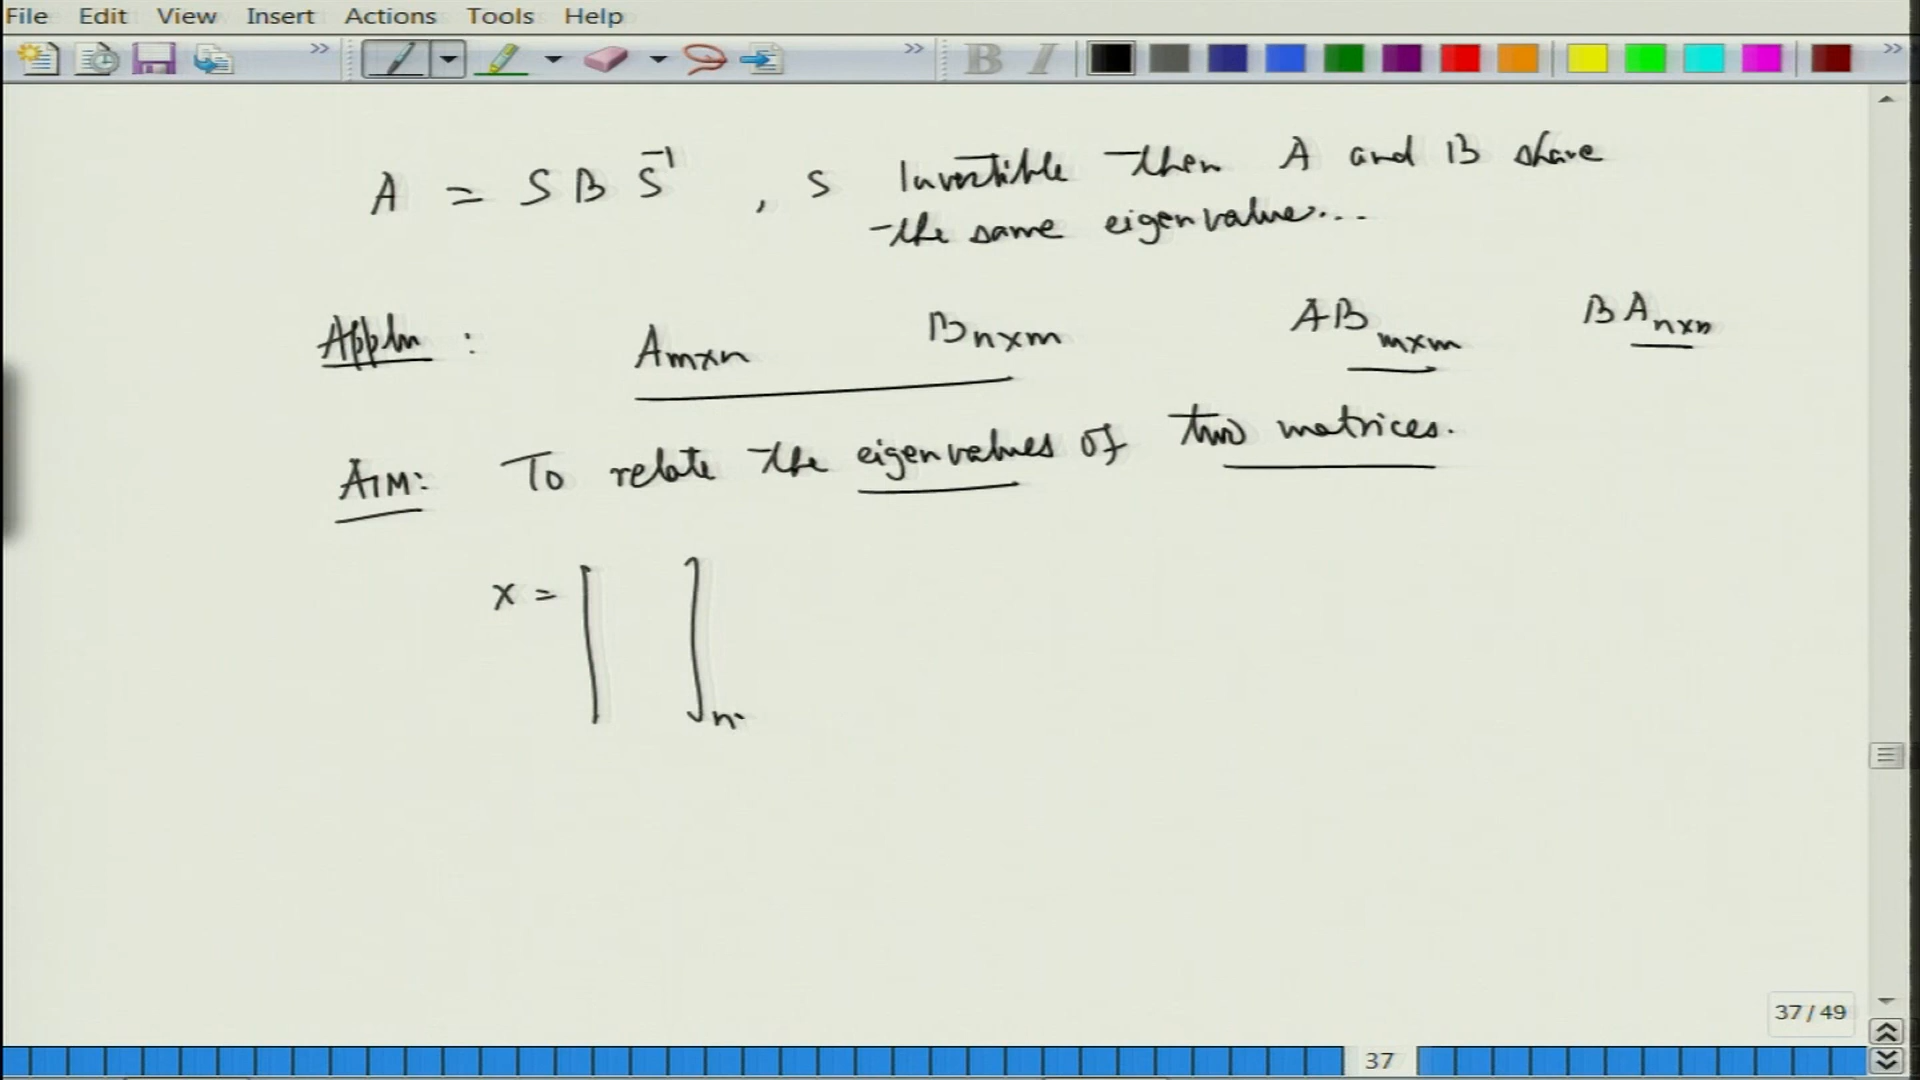 File Edit View Insert Actions Tools Help
B I
A = S B S⁻¹ , S Invertible then A and B share
the same eigenvalue...
Appln : Amxn Bnxm ABmxm BAnxn
AIM: To relate the eigenvalues of two matrices.
x = [ ]n.
37 / 49
37